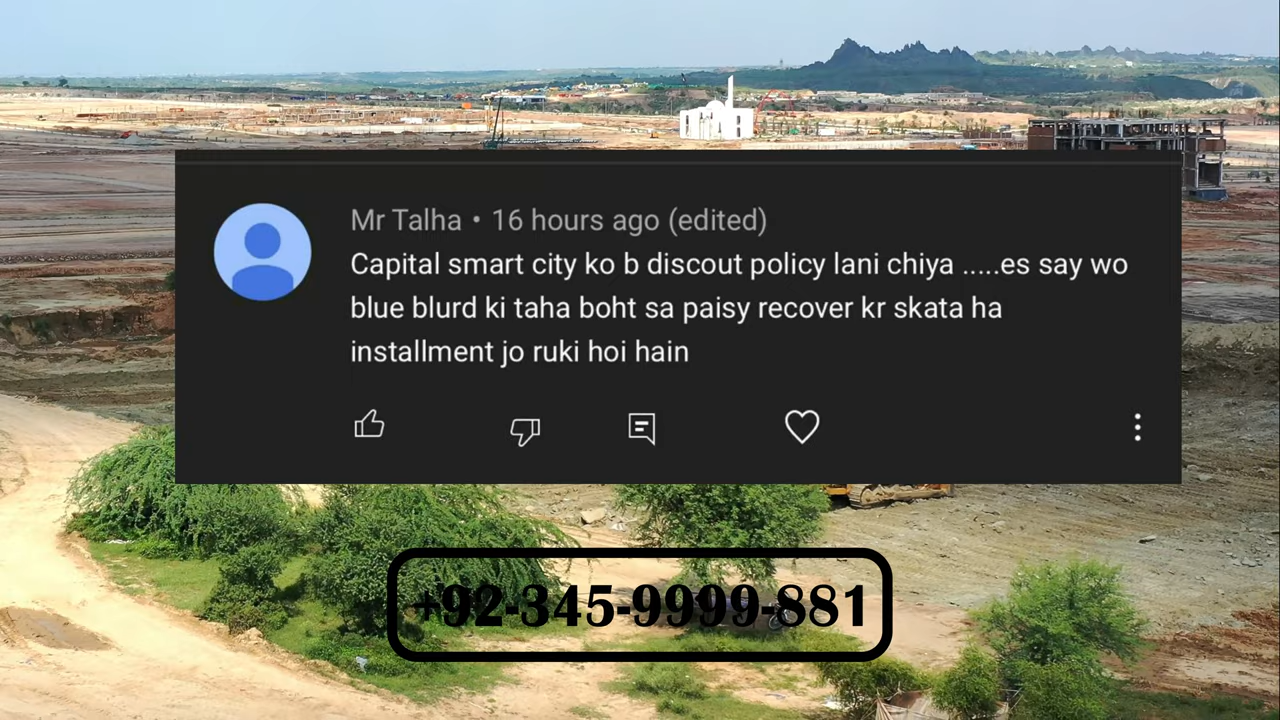 Mr Talha • 16 hours ago (edited)
Capital smart city ko b discout policy lani chiya .....es say wo
blue blurd ki taha boht sa paisy recover kr skata ha
installment jo ruki hoi hain
+92-345-9999-881